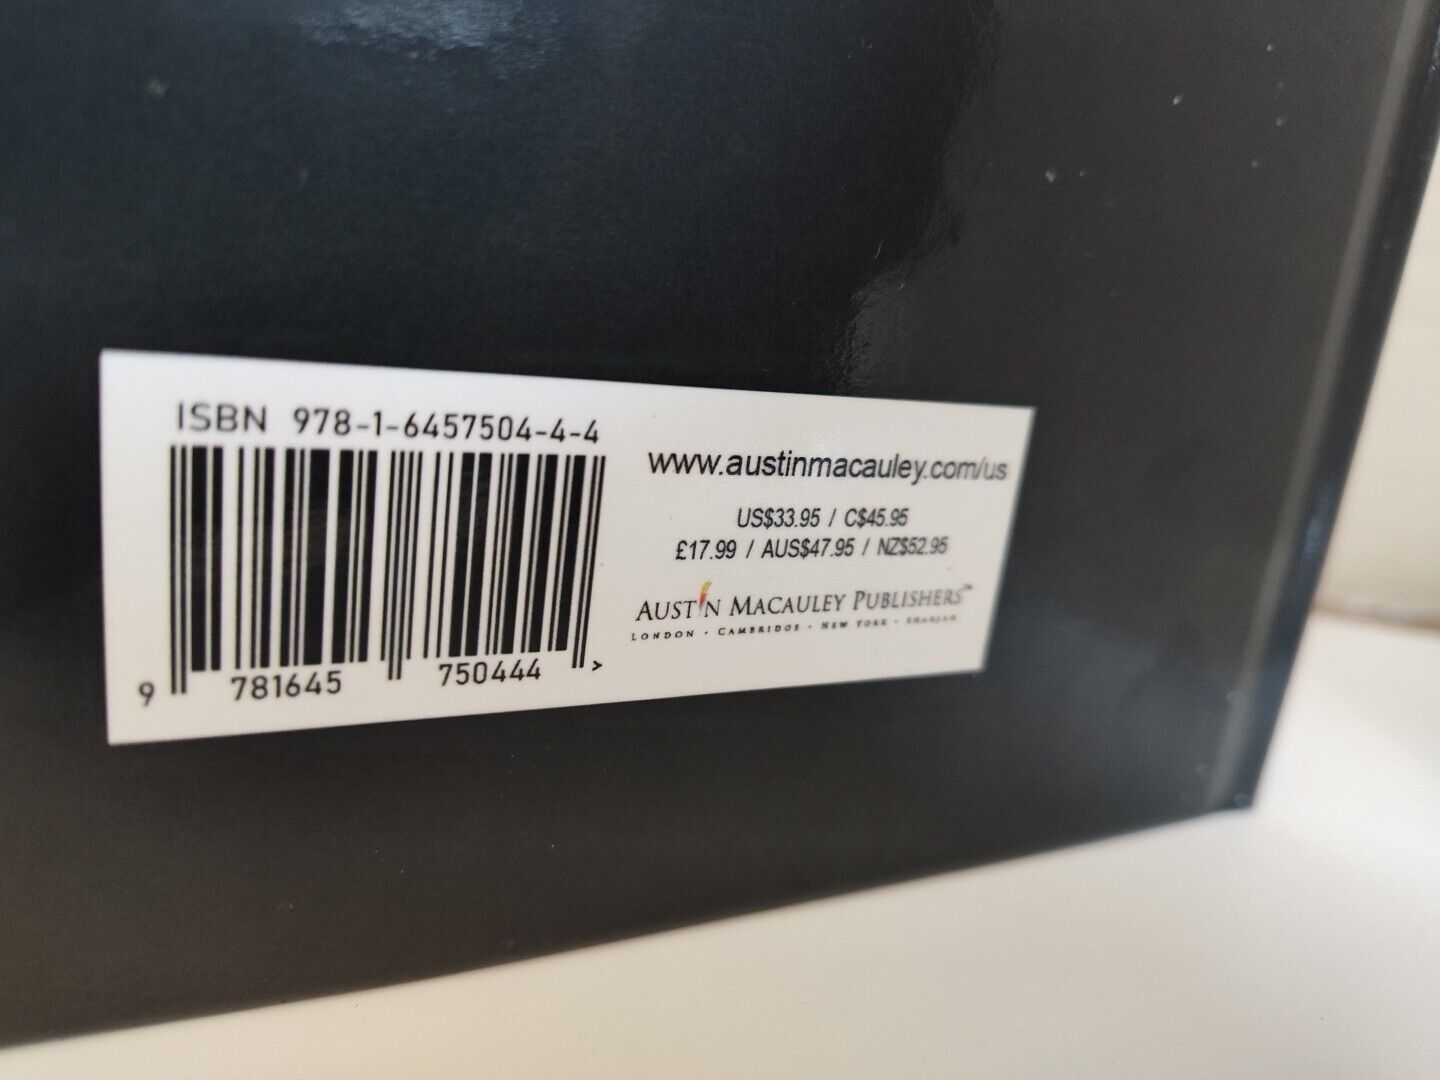 ISBN 978-1-6457504-4-4
9 781645 750444 >
www.austinmacauley.com/us
US$33.95 / C$45.95
£17.99 / AUS$47.95 / NZ$52.95
AUSTIN MACAULEY PUBLISHERS™
LONDON • CAMBRIDGE • NEW YORK • SHARJAH